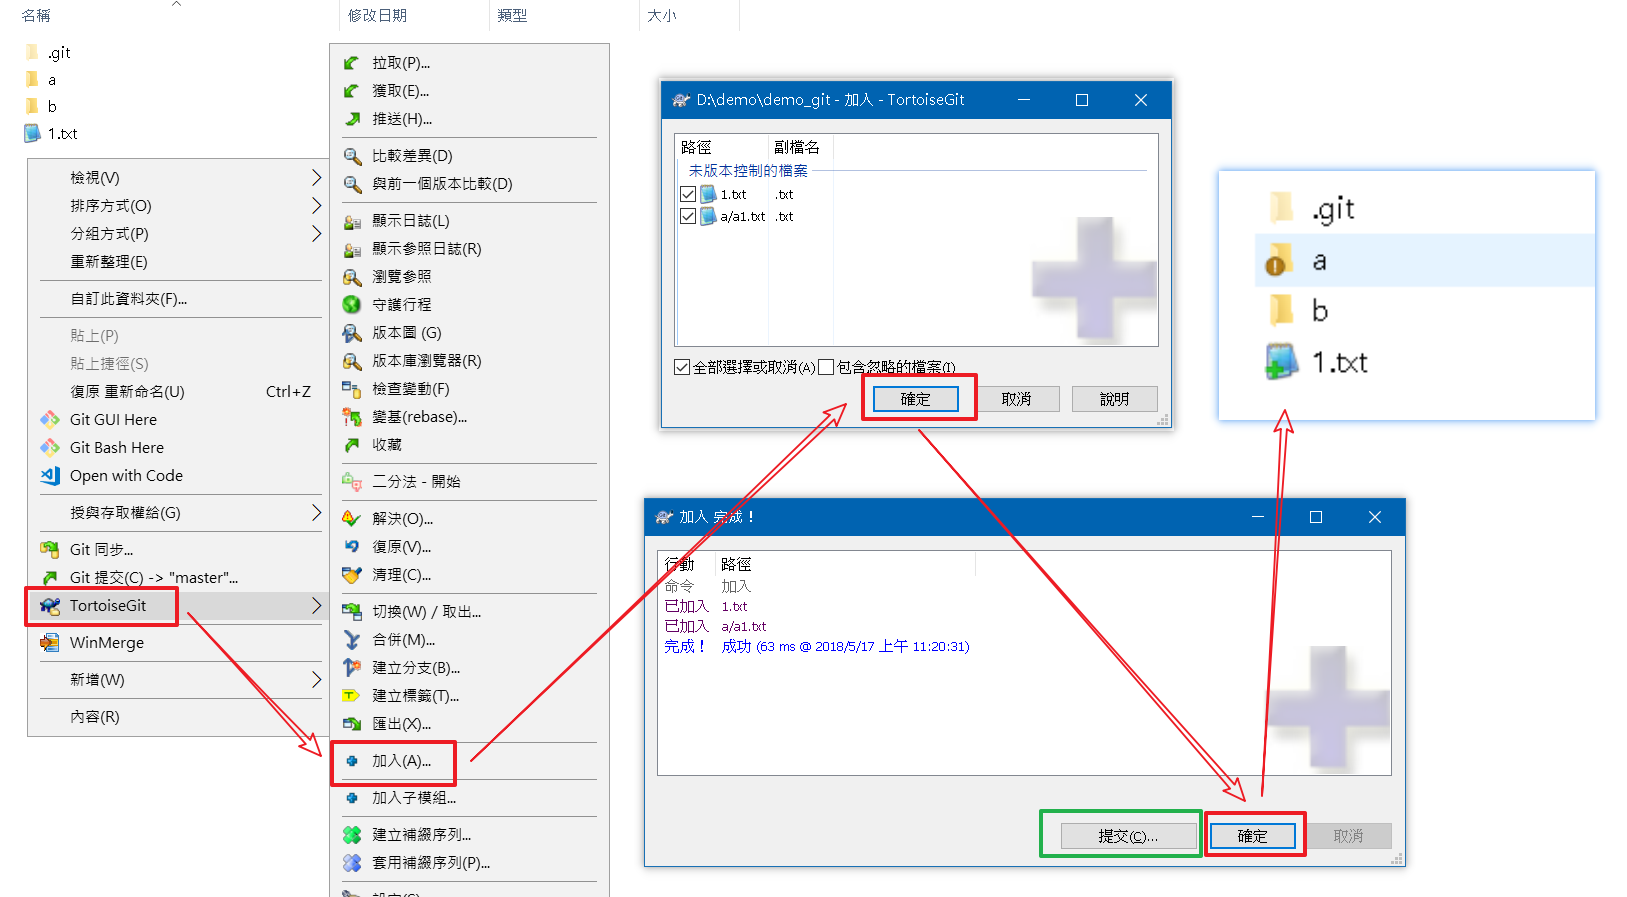 名稱
修改日期
類型
大小
.git
a
b
1.txt
檢視(V)
排序方式(O)
分組方式(P)
重新整理(E)
自訂此資料夾(F)...
貼上(P)
貼上捷徑(S)
復原 重新命名(U) Ctrl+Z
Git GUI Here
Git Bash Here
Open with Code
授與存取權給(G)
Git 同步...
Git 提交(C) -> "master"...
TortoiseGit
WinMerge
新增(W)
內容(R)
拉取(P)...
獲取(E)...
推送(H)...
比較差異(D)
與前一個版本比較(D)
顯示日誌(L)
顯示參照日誌(R)
瀏覽參照
守護行程
版本圖 (G)
版本庫瀏覽器(R)
檢查變動(F)
變基(rebase)...
收藏
二分法 - 開始
解決(O)...
復原(V)...
清理(C)...
切換(W) / 取出...
合併(M)...
建立分支(B)...
建立標籤(T)...
匯出(X)...
加入(A)...
加入子模組...
建立補綴序列...
套用補綴序列(P)...
D:\demo\demo_git - 加入 - TortoiseGit
路徑 副檔名
未版本控制的檔案
1.txt .txt
a/a1.txt .txt
全部選擇或取消(A) 包含忽略的檔案(I)
確定 取消 說明
加入 完成！
行動 路徑
命令 加入
已加入 1.txt
已加入 a/a1.txt
完成！ 成功 (63 ms @ 2018/5/17 上午 11:20:31)
提交(C)... 確定 取消
.git
a
b
1.txt